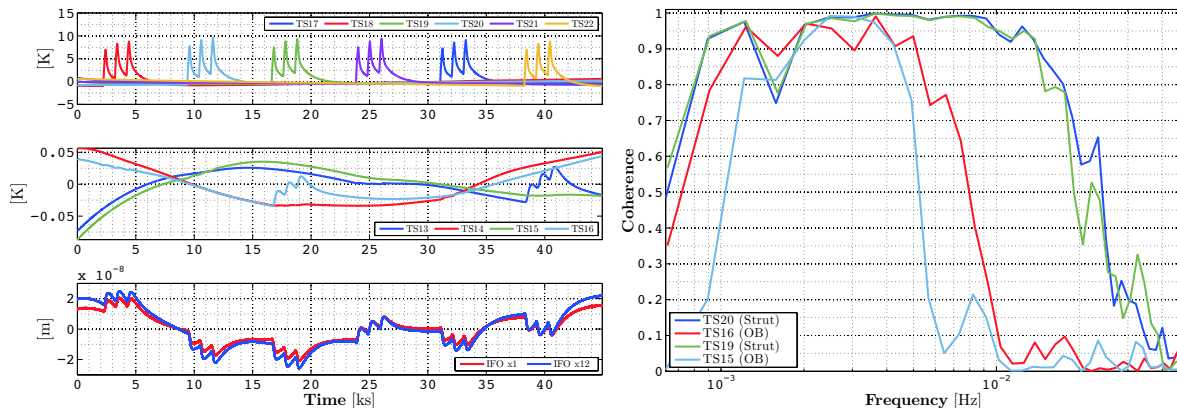 TS17 TS18 TS19 TS20 TS21 TS22
15
10
5
0
−5
[K]
0 5 10 15 20 25 30 35 40
0.05
0
−0.05
[K]
TS13 TS14 TS15 TS16
0 5 10 15 20 25 30 35 40
x 10⁻⁸
2
0
−2
[m]
IFO x1 IFO x12
0 5 10 15 20 25 30 35 40
Time [ks]
1
0.9
0.8
0.7
0.6
0.5
0.4
0.3
0.2
0.1
0
Coherence
TS20 (Strut)
TS16 (OB)
TS19 (Strut)
TS15 (OB)
10⁻³ 10⁻²
Frequency [Hz]